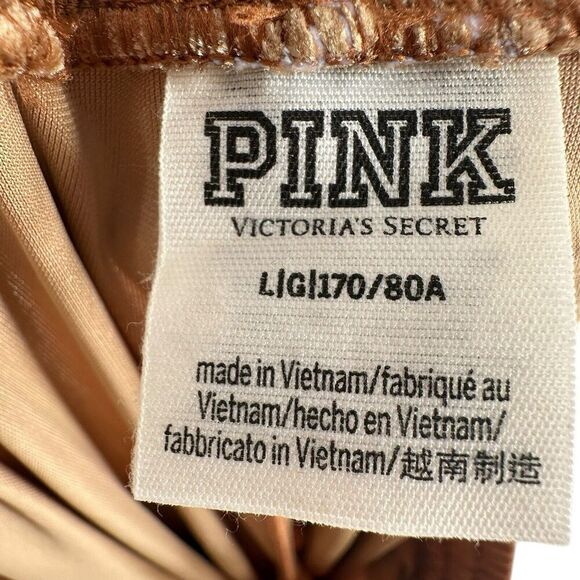 PINK
VICTORIA'S SECRET
L|G|170/80A
made in Vietnam/fabriqué au
Vietnam/hecho en Vietnam/
fabbricato in Vietnam/越南制造